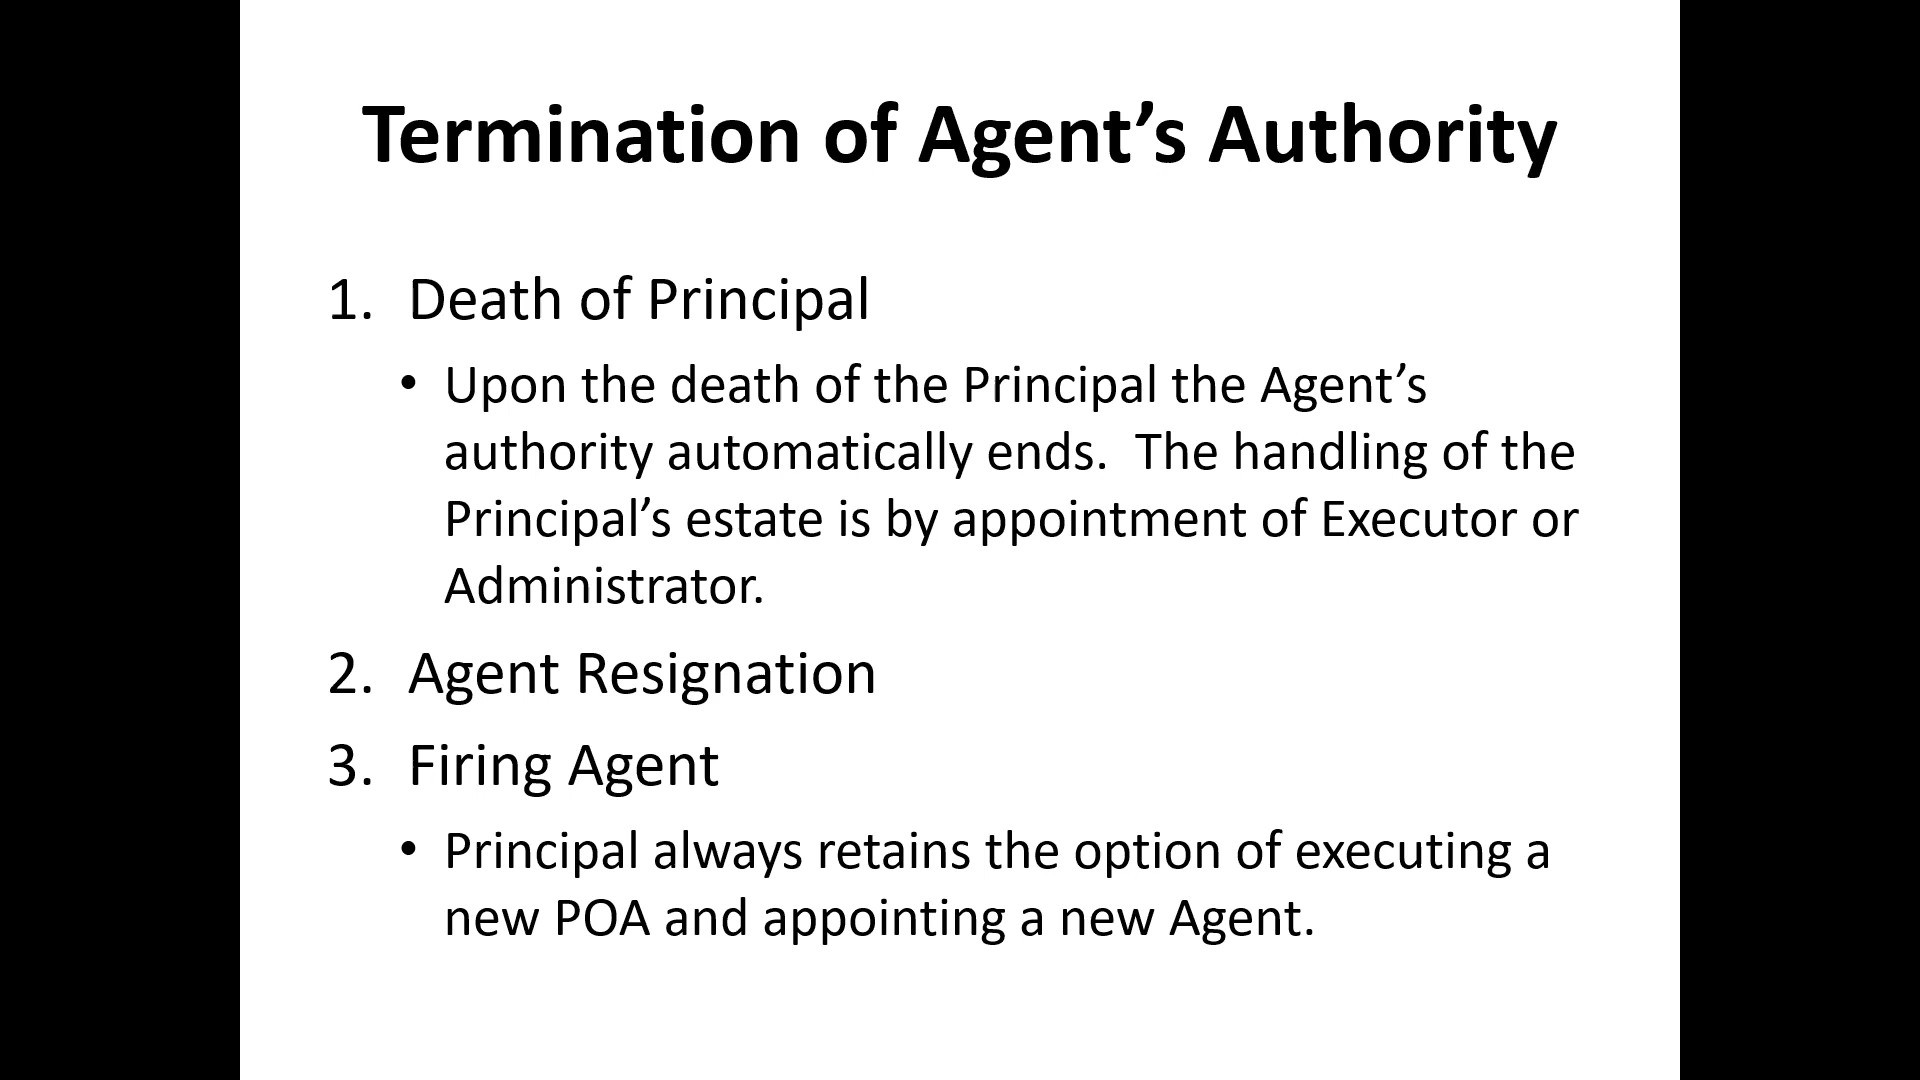 Termination of Agent’s Authority
1. Death of Principal
• Upon the death of the Principal the Agent’s
authority automatically ends.  The handling of the
Principal’s estate is by appointment of Executor or
Administrator.
2. Agent Resignation
3. Firing Agent
• Principal always retains the option of executing a
new POA and appointing a new Agent.